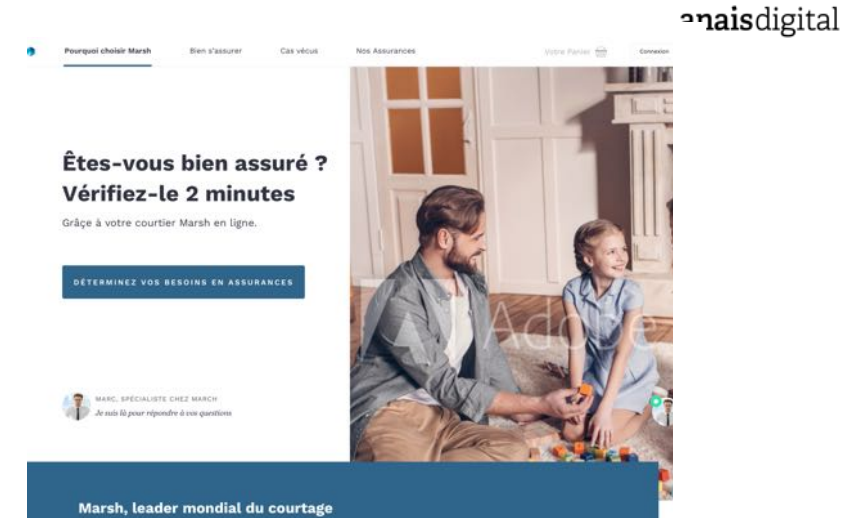 anaisdigital
Pourquoi choisir Marsh
Bien s'assurer
Cas vécus
Nos Assurances
Votre Panier
Connexion
Êtes-vous bien assuré ?
Vérifiez-le 2 minutes
Grâçe à votre courtier Marsh en ligne.
DÉTERMINEZ VOS BESOINS EN ASSURANCES
Adobe
MARC, SPÉCIALISTE CHEZ MARCH
Je suis là pour répondre à vos questions
Marsh, leader mondial du courtage